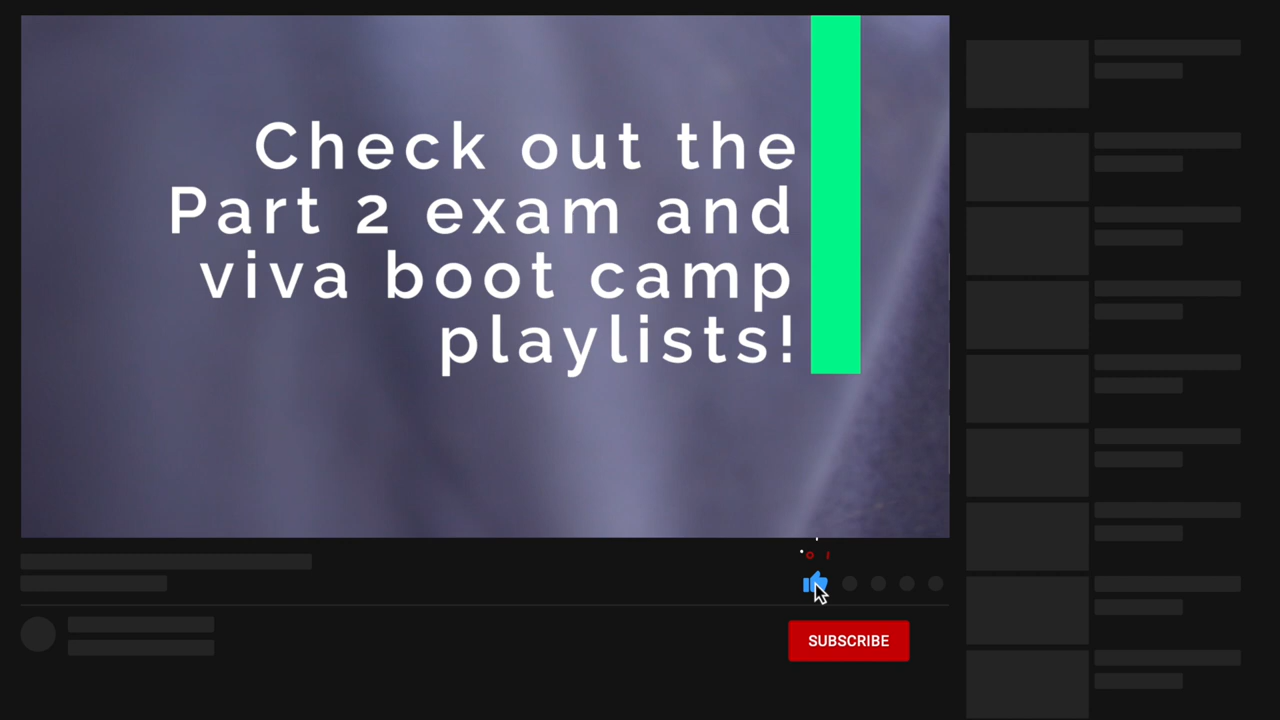 Check out the
Part 2 exam and
viva boot camp
playlists!
SUBSCRIBE